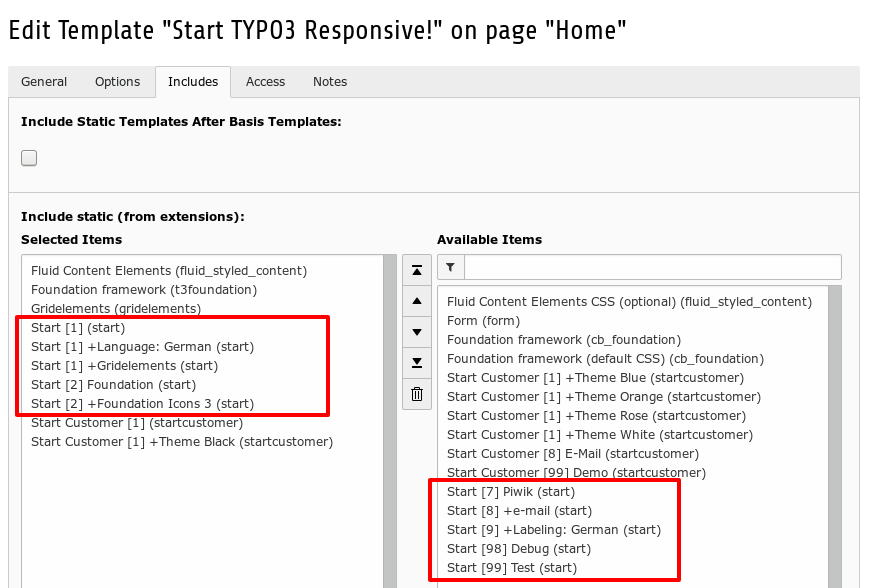 Edit Template "Start TYPO3 Responsive!" on page "Home"
General Options Includes Access Notes
Include Static Templates After Basis Templates:
Include static (from extensions):
Selected Items
Fluid Content Elements (fluid_styled_content)
Foundation framework (t3foundation)
Gridelements (gridelements)
Start [1] (start)
Start [1] +Language: German (start)
Start [1] +Gridelements (start)
Start [2] Foundation (start)
Start [2] +Foundation Icons 3 (start)
Start Customer [1] (startcustomer)
Start Customer [1] +Theme Black (startcustomer)
Available Items
Fluid Content Elements CSS (optional) (fluid_styled_content)
Form (form)
Foundation framework (cb_foundation)
Foundation framework (default CSS) (cb_foundation)
Start Customer [1] +Theme Blue (startcustomer)
Start Customer [1] +Theme Orange (startcustomer)
Start Customer [1] +Theme Rose (startcustomer)
Start Customer [1] +Theme White (startcustomer)
Start Customer [8] E-Mail (startcustomer)
Start Customer [99] Demo (startcustomer)
Start [7] Piwik (start)
Start [8] +e-mail (start)
Start [9] +Labeling: German (start)
Start [98] Debug (start)
Start [99] Test (start)